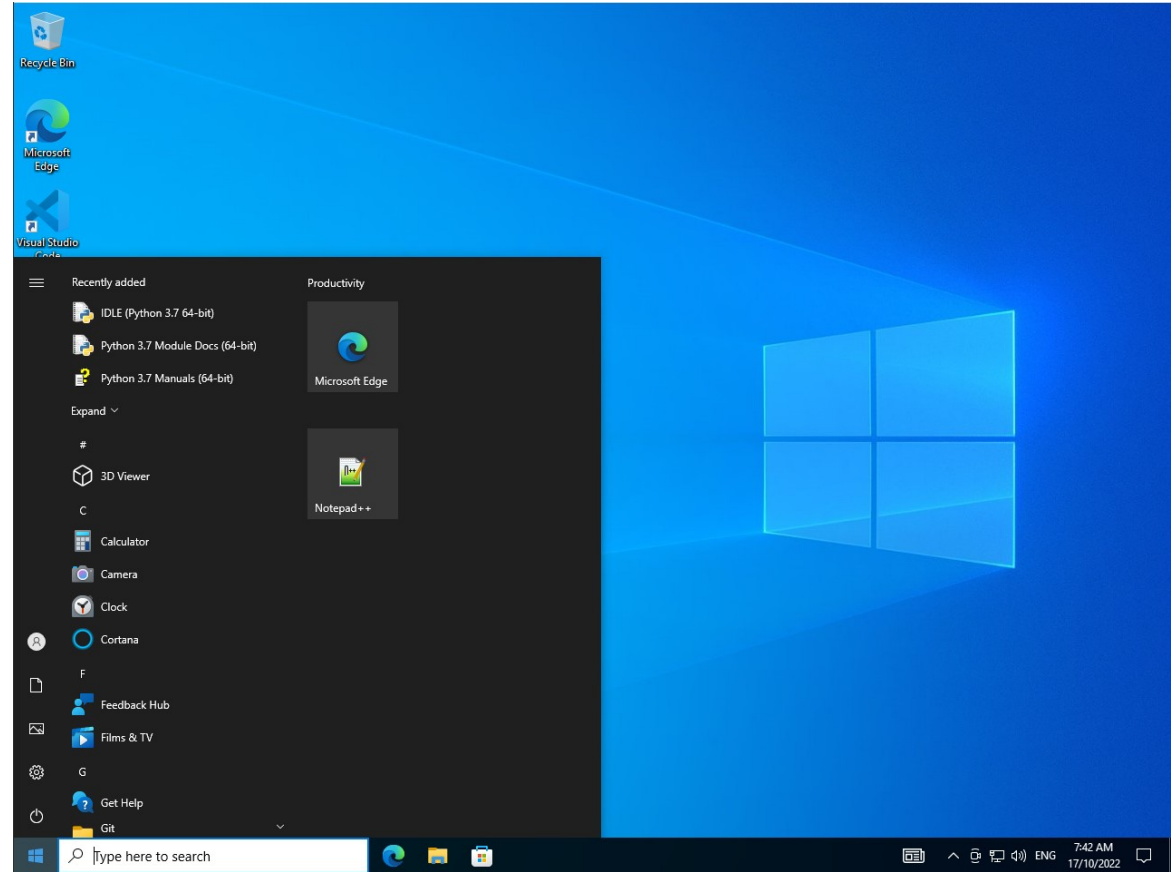 Recycle Bin
Microsoft
Edge
Visual Studio
Code
Recently added
IDLE (Python 3.7 64-bit)
Python 3.7 Module Docs (64-bit)
Python 3.7 Manuals (64-bit)
Expand
#
3D Viewer
C
Calculator
Camera
Clock
Cortana
F
Feedback Hub
Films & TV
G
Get Help
Git
Productivity
Microsoft Edge
Notepad++
Type here to search
ENG
7:42 AM
17/10/2022